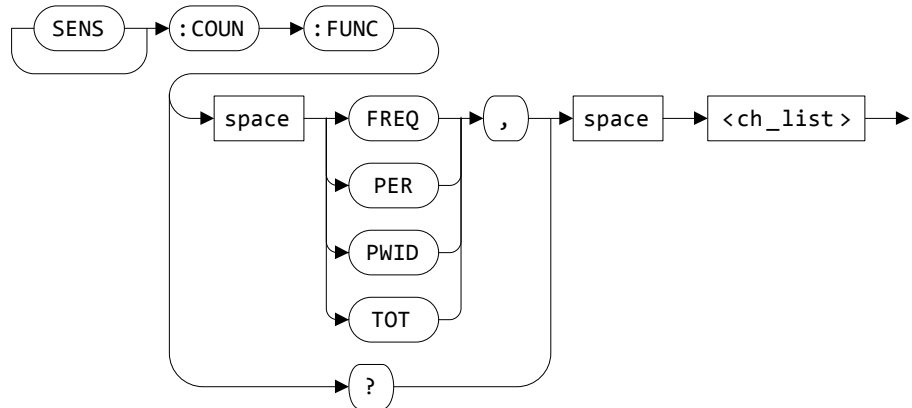 SENS :COUN :FUNC
space FREQ , space <ch_list>
PER
PWID
TOT
?